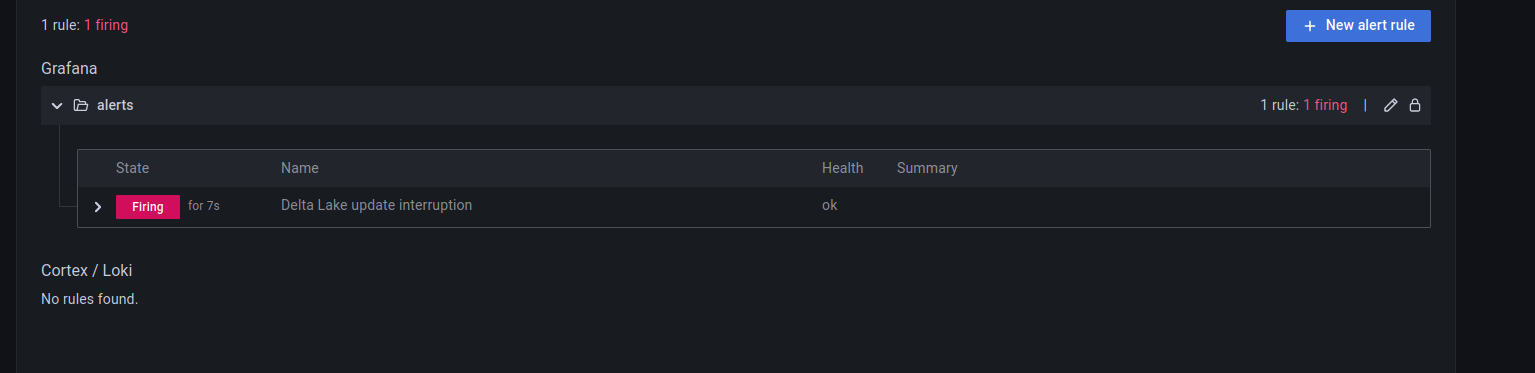 1 rule: 1 firing
+ New alert rule
Grafana
alerts 1 rule: 1 firing |
State Name Health Summary
Firing for 7s Delta Lake update interruption ok
Cortex / Loki
No rules found.